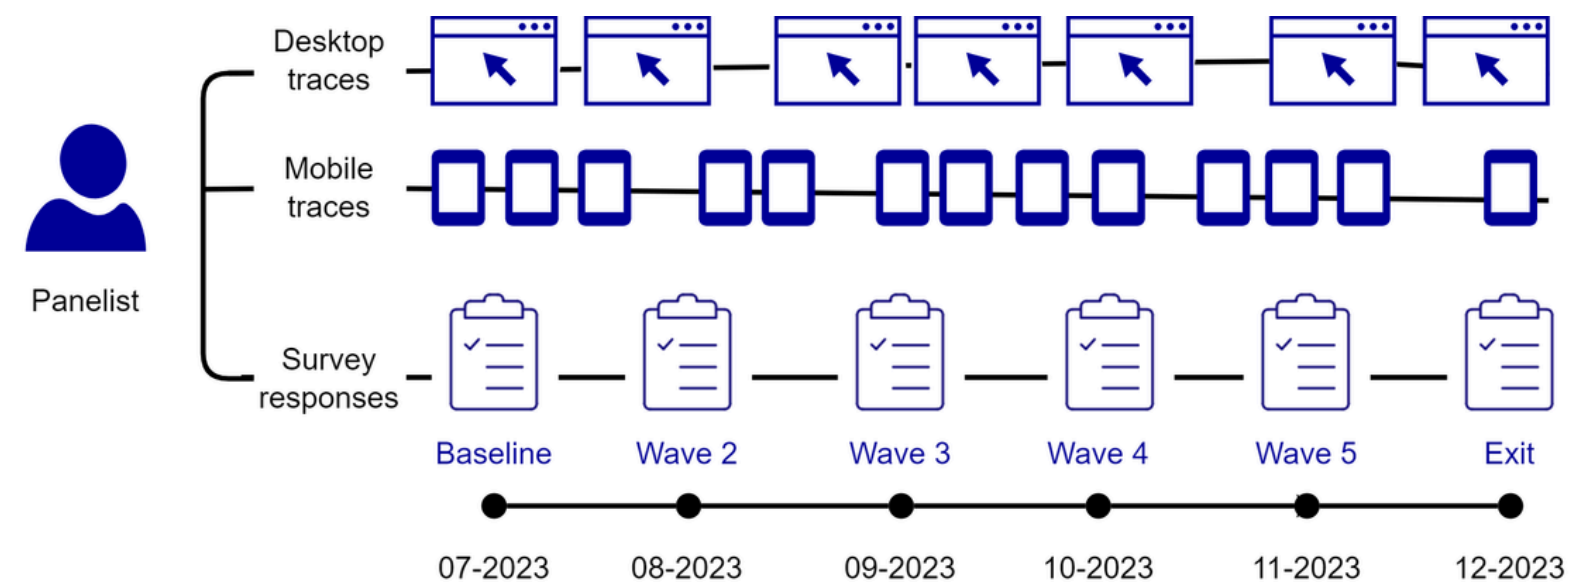 Desktop
traces
Mobile
traces
Panelist
Survey
responses
Baseline Wave 2 Wave 3 Wave 4 Wave 5 Exit
07-2023 08-2023 09-2023 10-2023 11-2023 12-2023